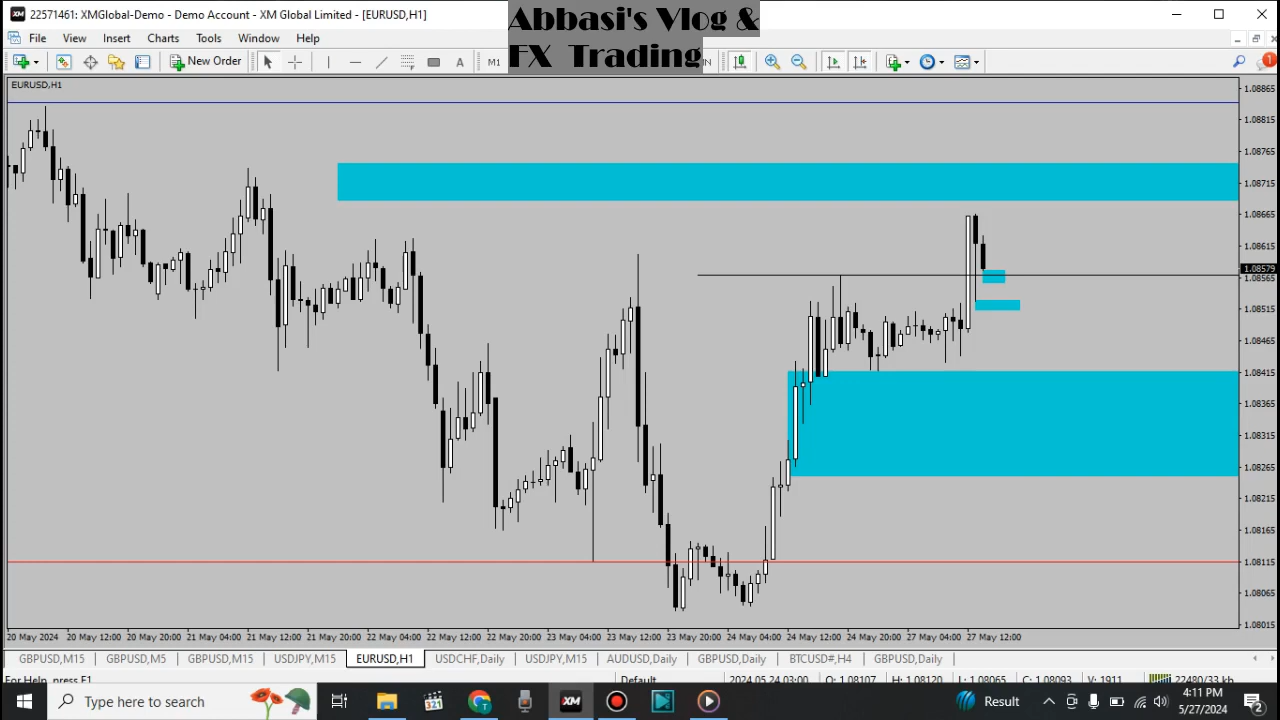 22571461: XMGlobal-Demo - Demo Account - XM Global Limited - [EURUSD,H1]
Abbasi's Vlog &
FX Trading
File View Insert Charts Tools Window Help
New Order M1
EURUSD,H1
1.08865
1.08815
1.08765
1.08715
1.08665
1.08615
1.08579
1.08565
1.08515
1.08465
1.08415
1.08365
1.08315
1.08265
1.08215
1.08165
1.08115
1.08065
1.08015
20 May 2024 20 May 12:00 20 May 20:00 21 May 04:00 21 May 12:00 21 May 20:00 22 May 04:00 22 May 12:00 22 May 20:00 23 May 04:00 23 May 12:00 23 May 20:00 24 May 04:00 24 May 12:00 24 May 20:00 27 May 04:00 27 May 12:00
GBPUSD,M15 GBPUSD,M5 GBPUSD,M15 USDJPY,M15 EURUSD,H1 USDCHF,Daily USDJPY,M15 AUDUSD,Daily GBPUSD,Daily BTCUSD#,H4 GBPUSD,Daily
For Help, press F1 Default 2024.05.24 03:00 O: 1.08107 H: 1.08120 L: 1.08065 C: 1.08093 V: 1911 22480/33 kb
Type here to search 321 XM Result 4:11 PM
5/27/2024 2